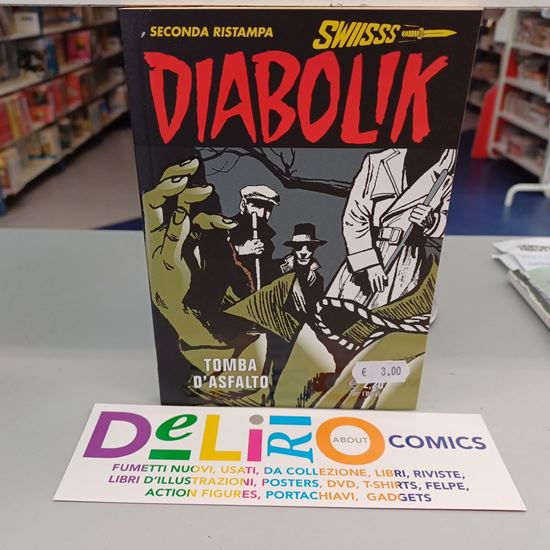 SECONDA RISTAMPA
SWIISSS
DIABOLIK
TOMBA
D'ASFALTO
€ 3,00
DeLiRiO
ABOUT
COMICS
FUMETTI NUOVI, USATI, DA COLLEZIONE, LIBRI, RIVISTE,
LIBRI D'ILLUSTRAZIONI, POSTERS, DVD, T-SHIRTS, FELPE,
ACTION FIGURES, PORTACHIAVI, GADGETS